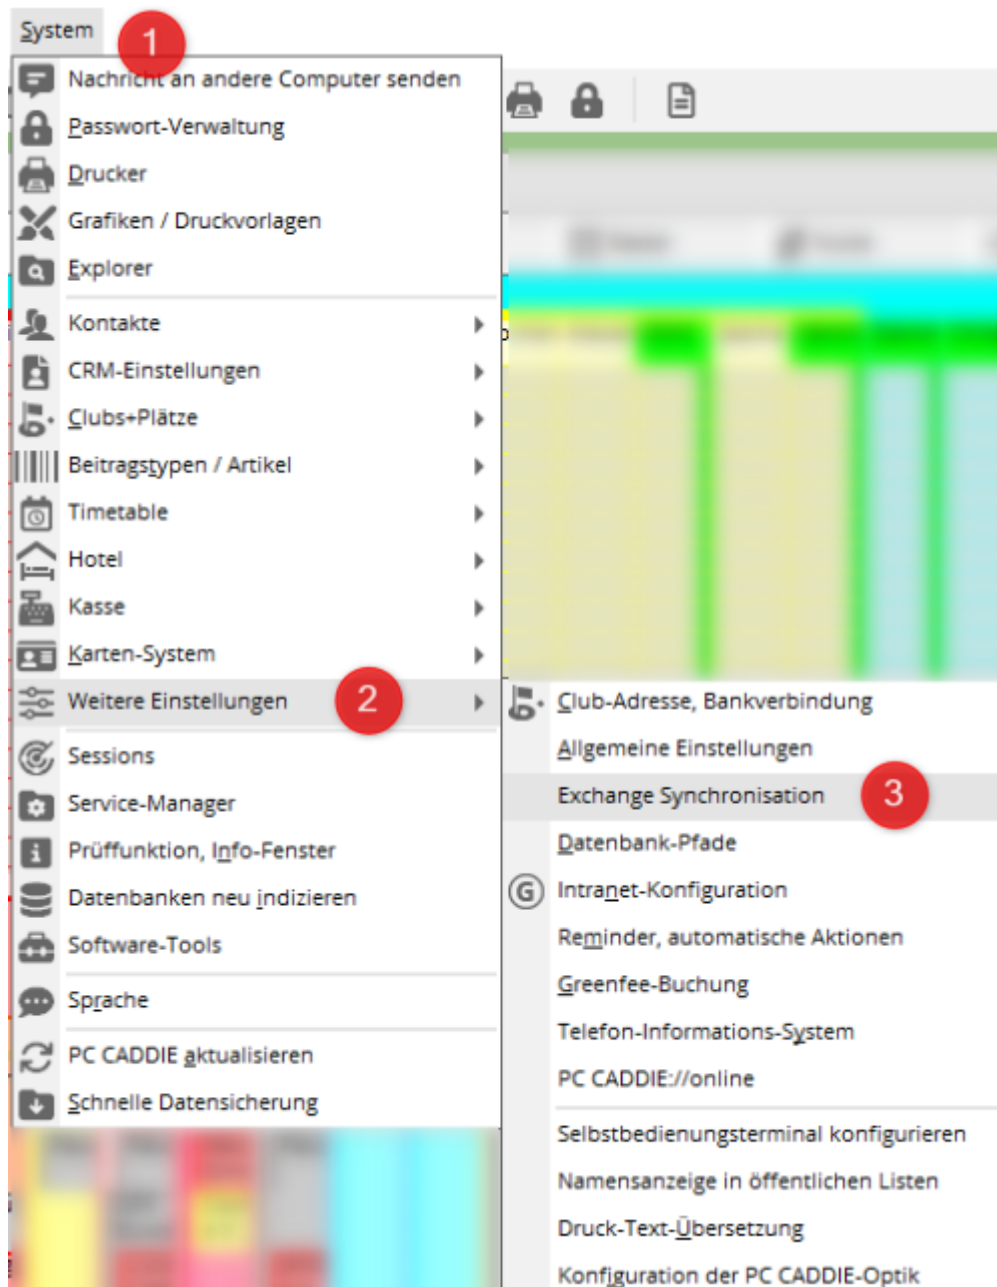 System
1
Nachricht an andere Computer senden
Passwort-Verwaltung
Drucker
Grafiken / Druckvorlagen
Explorer
Kontakte
CRM-Einstellungen
Clubs+Plätze
Beitragstypen / Artikel
Timetable
Hotel
Kasse
Karten-System
Weitere Einstellungen
2
Sessions
Service-Manager
Prüffunktion, Info-Fenster
Datenbanken neu indizieren
Software-Tools
Sprache
PC CADDIE aktualisieren
Schnelle Datensicherung
Club-Adresse, Bankverbindung
Allgemeine Einstellungen
Exchange Synchronisation
3
Datenbank-Pfade
G
Intranet-Konfiguration
Reminder, automatische Aktionen
Greenfee-Buchung
Telefon-Informations-System
PC CADDIE://online
Selbstbedienungsterminal konfigurieren
Namensanzeige in öffentlichen Listen
Druck-Text-Übersetzung
Konfiguration der PC CADDIE-Optik